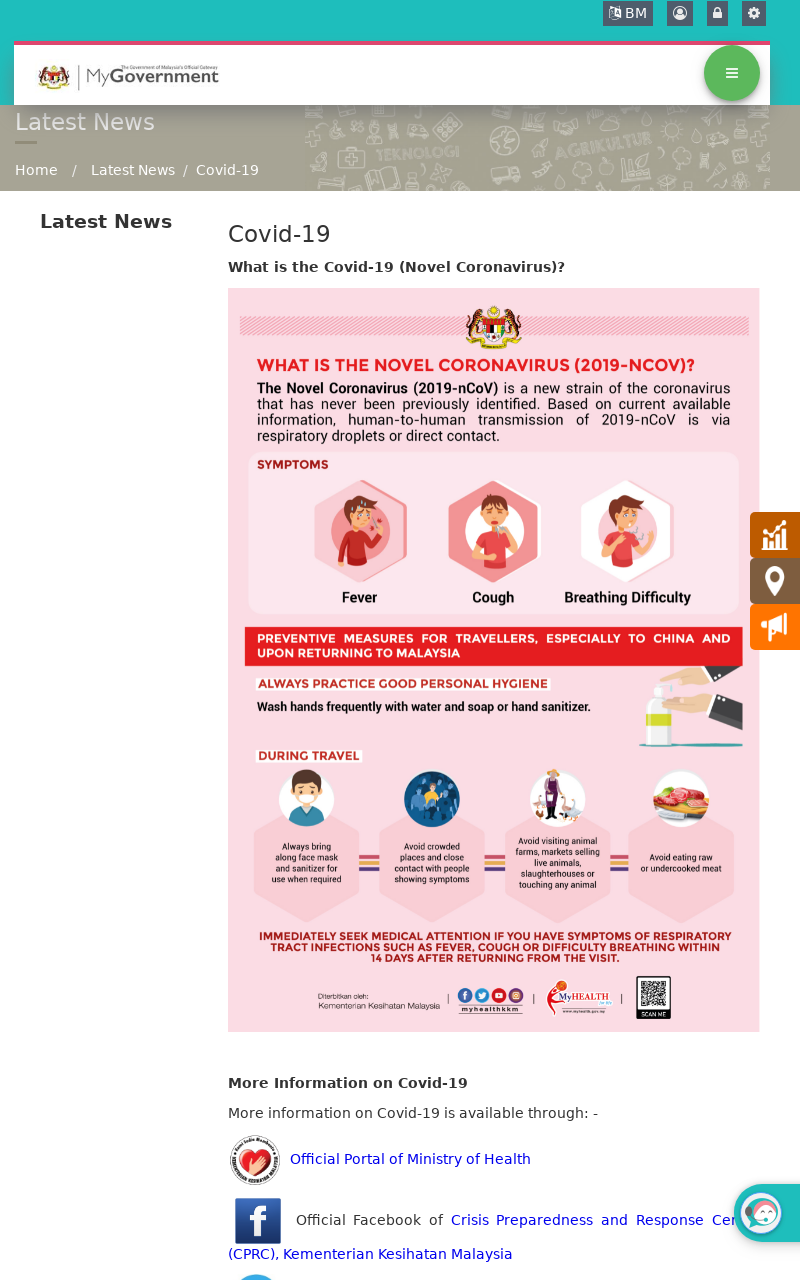 BM
The Government of Malaysia's Official Gateway
MyGovernment
Latest News
TEKNOLOGI
AGRIKULTUR
Home / Latest News / Covid-19
Latest News
Covid-19
What is the Covid-19 (Novel Coronavirus)?
WHAT IS THE NOVEL CORONAVIRUS (2019-NCOV)?
The Novel Coronavirus (2019-nCoV) is a new strain of the coronavirus
that has never been previously identified. Based on current available
information, human-to-human transmission of 2019-nCoV is via
respiratory droplets or direct contact.
SYMPTOMS
Fever
Cough
Breathing Difficulty
PREVENTIVE MEASURES FOR TRAVELLERS, ESPECIALLY TO CHINA AND
UPON RETURNING TO MALAYSIA
ALWAYS PRACTICE GOOD PERSONAL HYGIENE
Wash hands frequently with water and soap or hand sanitizer.
DURING TRAVEL
Always bring
along face mask
and sanitizer for
use when required
Avoid crowded
places and close
contact with people
showing symptoms
Avoid visiting animal
farms, markets selling
live animals,
slaughterhouses or
touching any animal
Avoid eating raw
or undercooked meat
IMMEDIATELY SEEK MEDICAL ATTENTION IF YOU HAVE SYMPTOMS OF RESPIRATORY
TRACT INFECTIONS SUCH AS FEVER, COUGH OR DIFFICULTY BREATHING WITHIN
14 DAYS AFTER RETURNING FROM THE VISIT.
Diterbitkan oleh:
Kementerian Kesihatan Malaysia
myhealthkkm
MyHEALTH
SCAN ME
More Information on Covid-19
More information on Covid-19 is available through: -
Official Portal of Ministry of Health
Official Facebook of Crisis Preparedness and Response Cen
(CPRC), Kementerian Kesihatan Malaysia